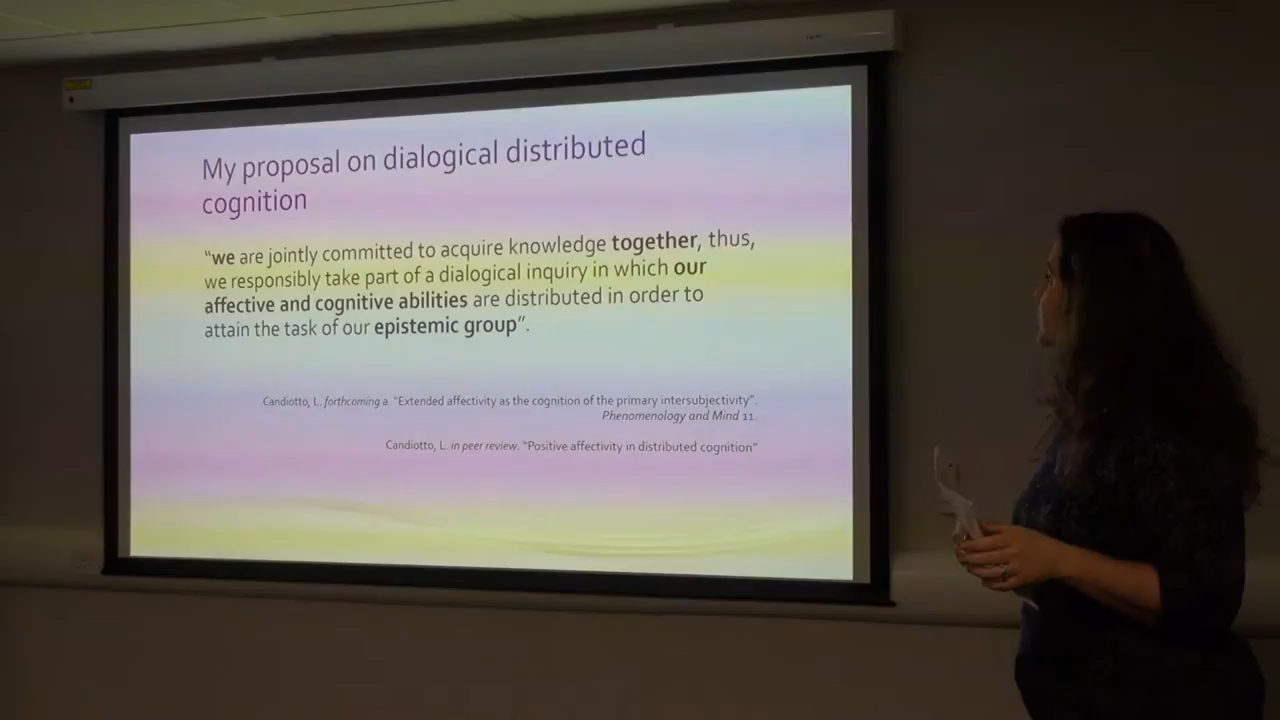 My proposal on dialogical distributed
cognition
“we are jointly committed to acquire knowledge together, thus,
we responsibly take part of a dialogical inquiry in which our
affective and cognitive abilities are distributed in order to
attain the task of our epistemic group”.
Candiotto, L. forthcoming a. “Extended affectivity as the cognition of the primary intersubjectivity”.
Phenomenology and Mind 11.
Candiotto, L. in peer review. “Positive affectivity in distributed cognition”